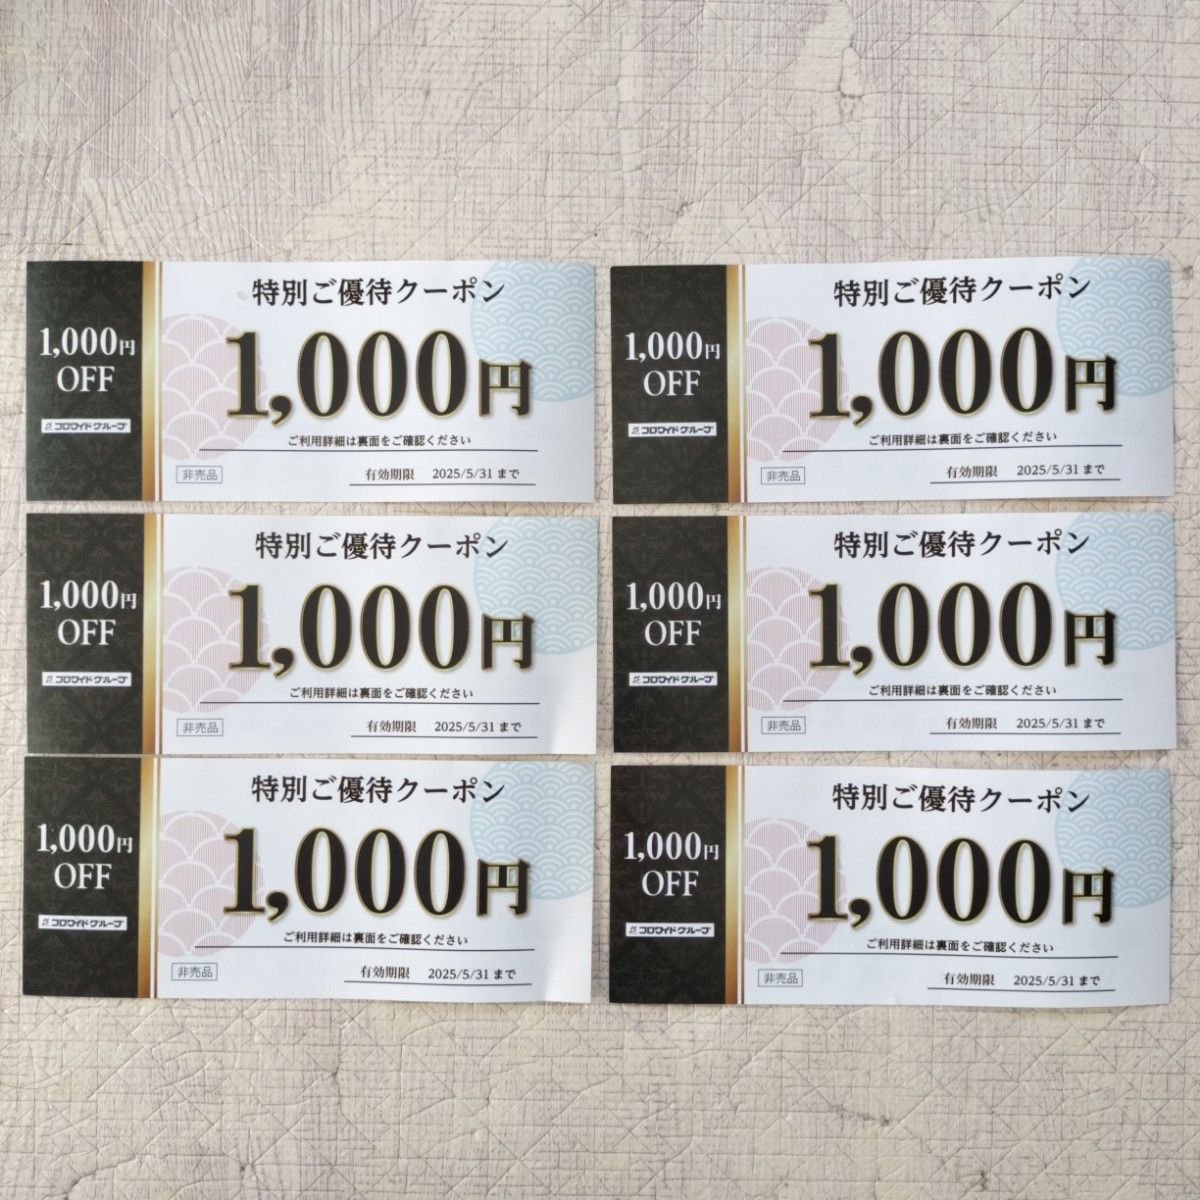 1,000円
OFF
コロワイドグループ
特別ご優待クーポン
1,000円
ご利用詳細は裏面をご確認ください
非売品
有効期限 2025/5/31 まで
1,000円
OFF
コロワイドグループ
特別ご優待クーポン
1,000円
ご利用詳細は裏面をご確認ください
非売品
有効期限 2025/5/31 まで
1,000円
OFF
コロワイドグループ
特別ご優待クーポン
1,000円
ご利用詳細は裏面をご確認ください
非売品
有効期限 2025/5/31 まで
1,000円
OFF
コロワイドグループ
特別ご優待クーポン
1,000円
ご利用詳細は裏面をご確認ください
非売品
有効期限 2025/5/31 まで
1,000円
OFF
コロワイドグループ
特別ご優待クーポン
1,000円
ご利用詳細は裏面をご確認ください
非売品
有効期限 2025/5/31 まで
1,000円
OFF
コロワイドグループ
特別ご優待クーポン
1,000円
ご利用詳細は裏面をご確認ください
非売品
有効期限 2025/5/31 まで